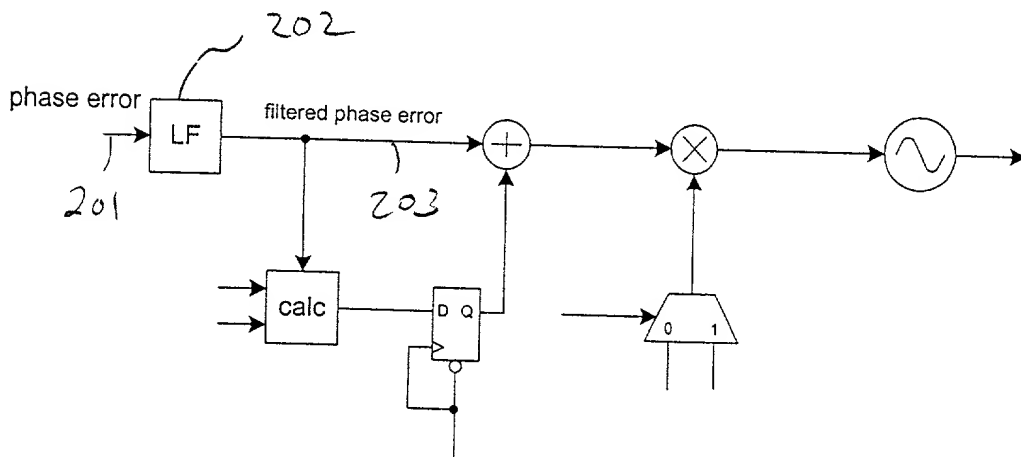 202
phase error
LF
filtered phase error
201
203
calc
D Q
0 1